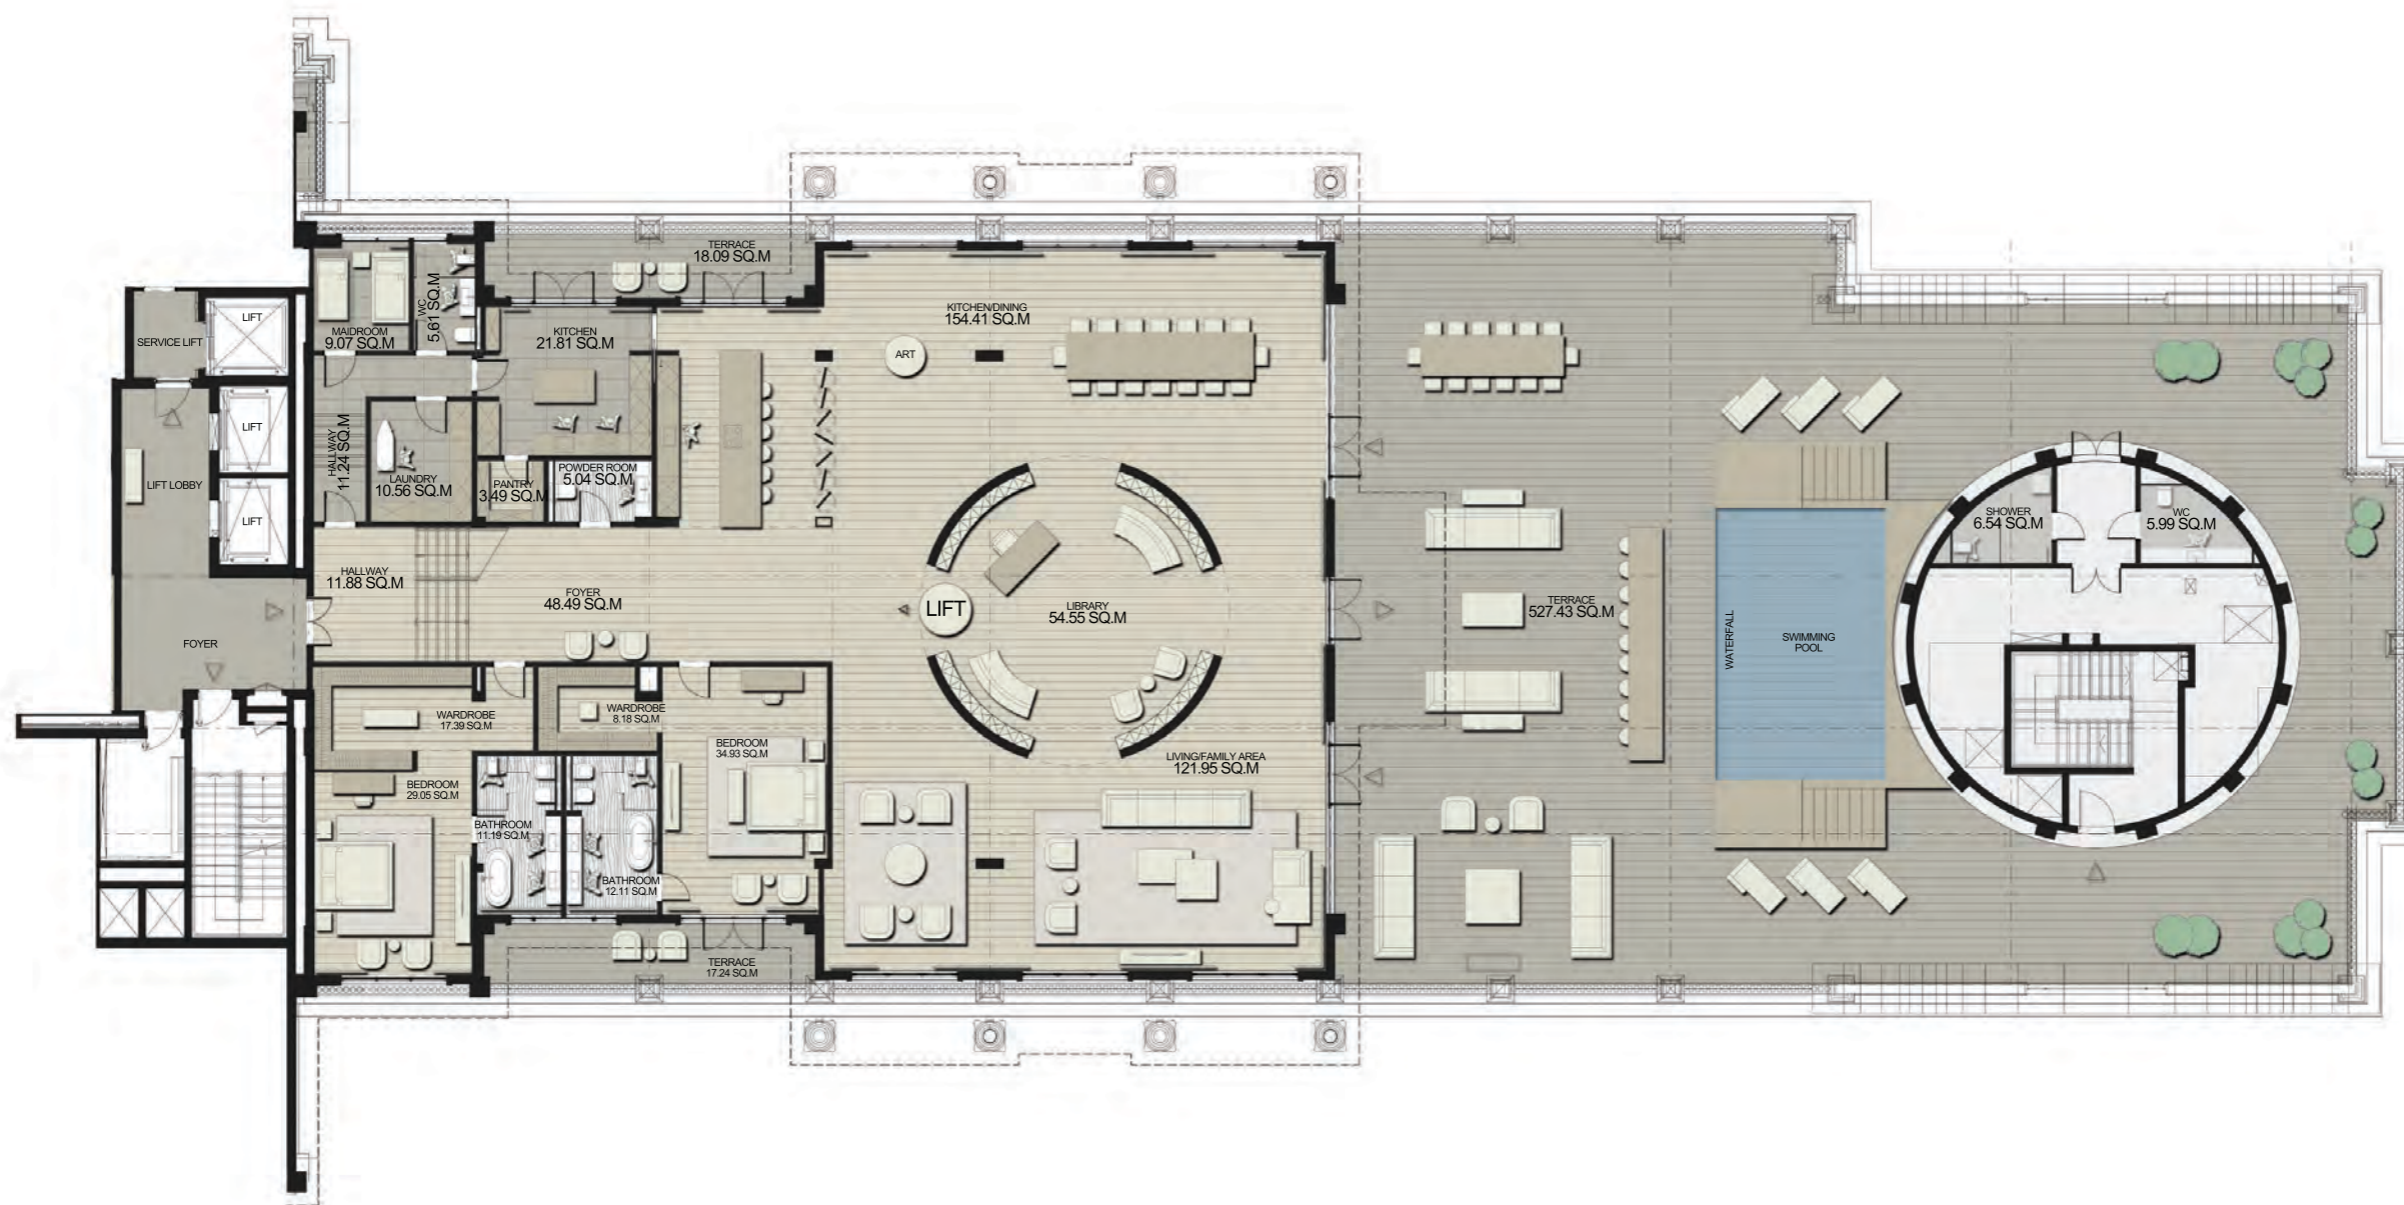 TERRACE
18.09 SQ.M
KITCHEN/DINING
154.41 SQ.M
LIFT
SERVICE LIFT
MAIDROOM
9.07 SQ.M
WC
5.61 SQ.M
KITCHEN
21.81 SQ.M
ART
LIFT
LIFT LOBBY
HALLWAY
11.24 SQ.M
LAUNDRY
10.56 SQ.M
PANTRY
3.49 SQ.M
POWDER ROOM
5.04 SQ.M
LIFT
SHOWER
6.54 SQ.M
WC
5.99 SQ.M
HALLWAY
11.88 SQ.M
FOYER
48.49 SQ.M
LIFT
LIBRARY
54.55 SQ.M
TERRACE
527.43 SQ.M
WATERFALL
SWIMMING
POOL
FOYER
WARDROBE
17.39 SQ.M
WARDROBE
8.18 SQ.M
BEDROOM
34.93 SQ.M
LIVING/FAMILY AREA
121.95 SQ.M
BEDROOM
29.05 SQ.M
BATHROOM
11.19 SQ.M
BATHROOM
12.11 SQ.M
TERRACE
17.24 SQ.M